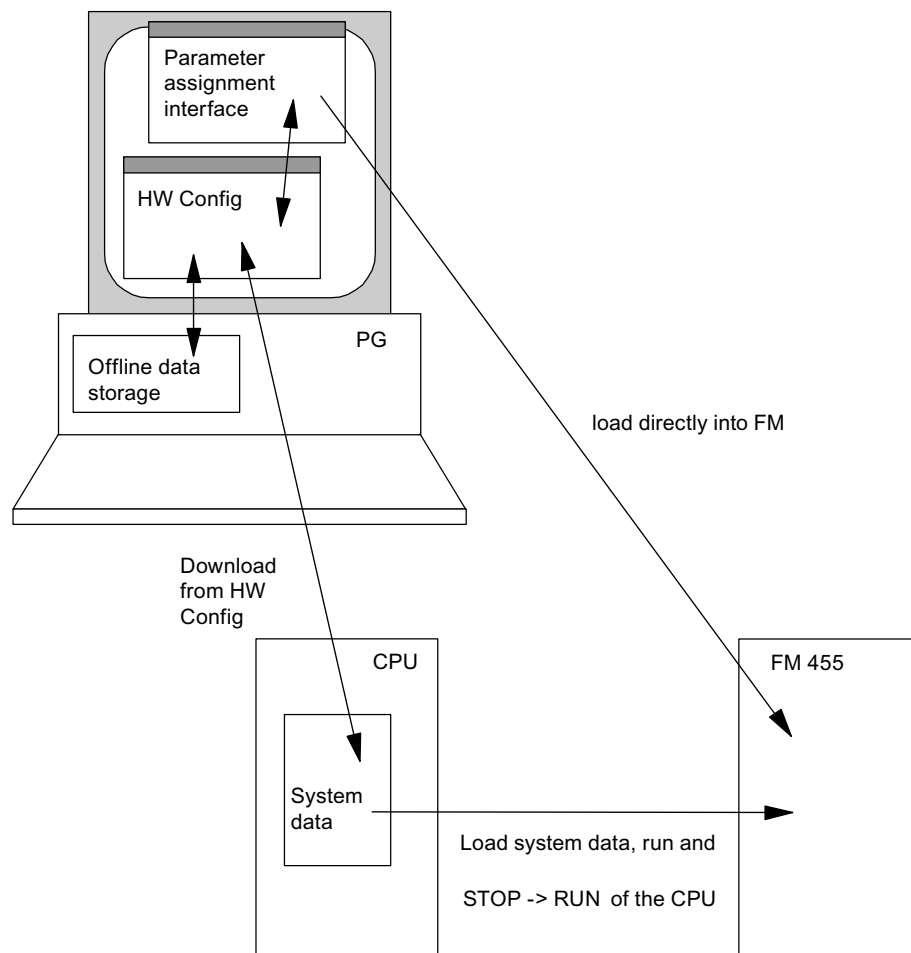 Parameter
assignment
interface
HW Config
PG
Offline data
storage
load directly into FM
Download
from HW
Config
CPU
FM 455
System
data
Load system data, run and
STOP -> RUN of the CPU